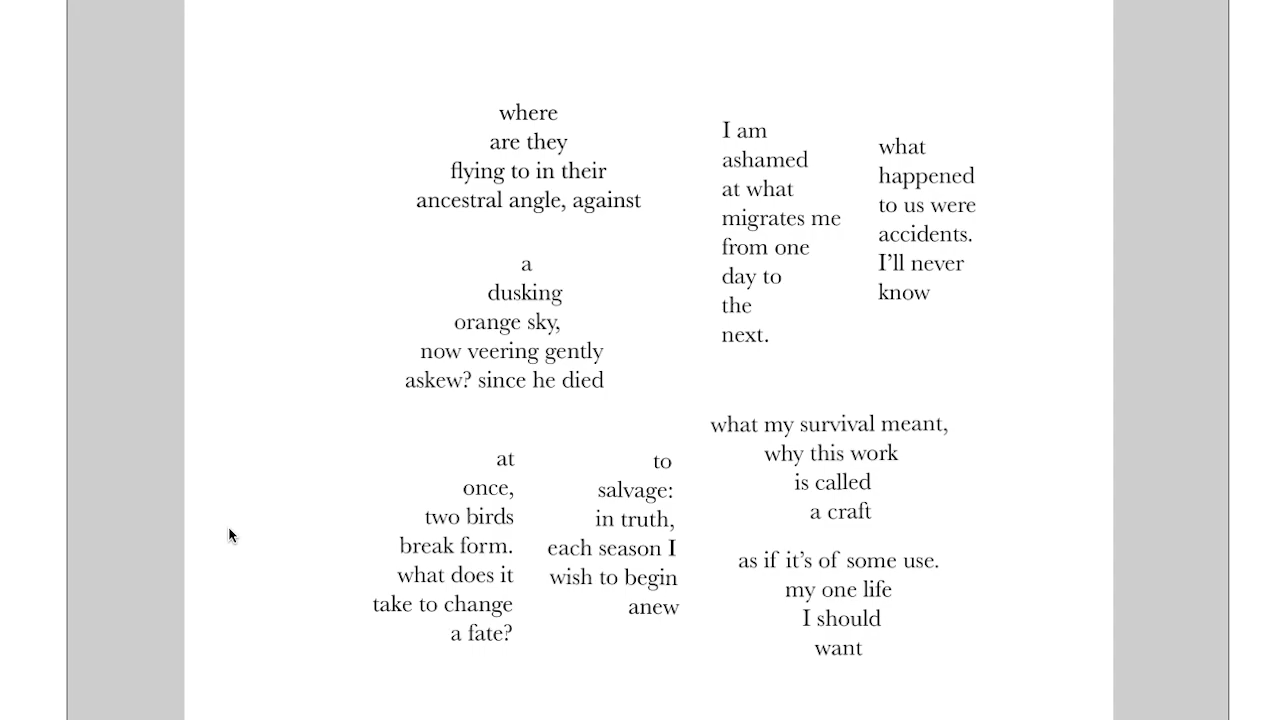 where
are they
flying to in their
ancestral angle, against
a
dusking
orange sky,
now veering gently
askew? since he died
at
once,
two birds
break form.
what does it
take to change
a fate?
to
salvage:
in truth,
each season I
wish to begin
anew
I am
ashamed
at what
migrates me
from one
day to
the
next.
what
happened
to us were
accidents.
I’ll never
know
what my survival meant,
why this work
is called
a craft
as if it’s of some use.
my one life
I should
want